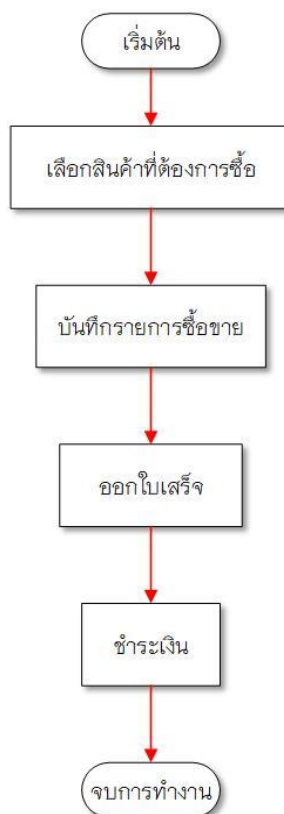 เริ่มต้น
เลือกสินค้าที่ต้องการซื้อ
บันทึกรายการซื้อขาย
ออกใบเสร็จ
ชำระเงิน
จบการทำงาน